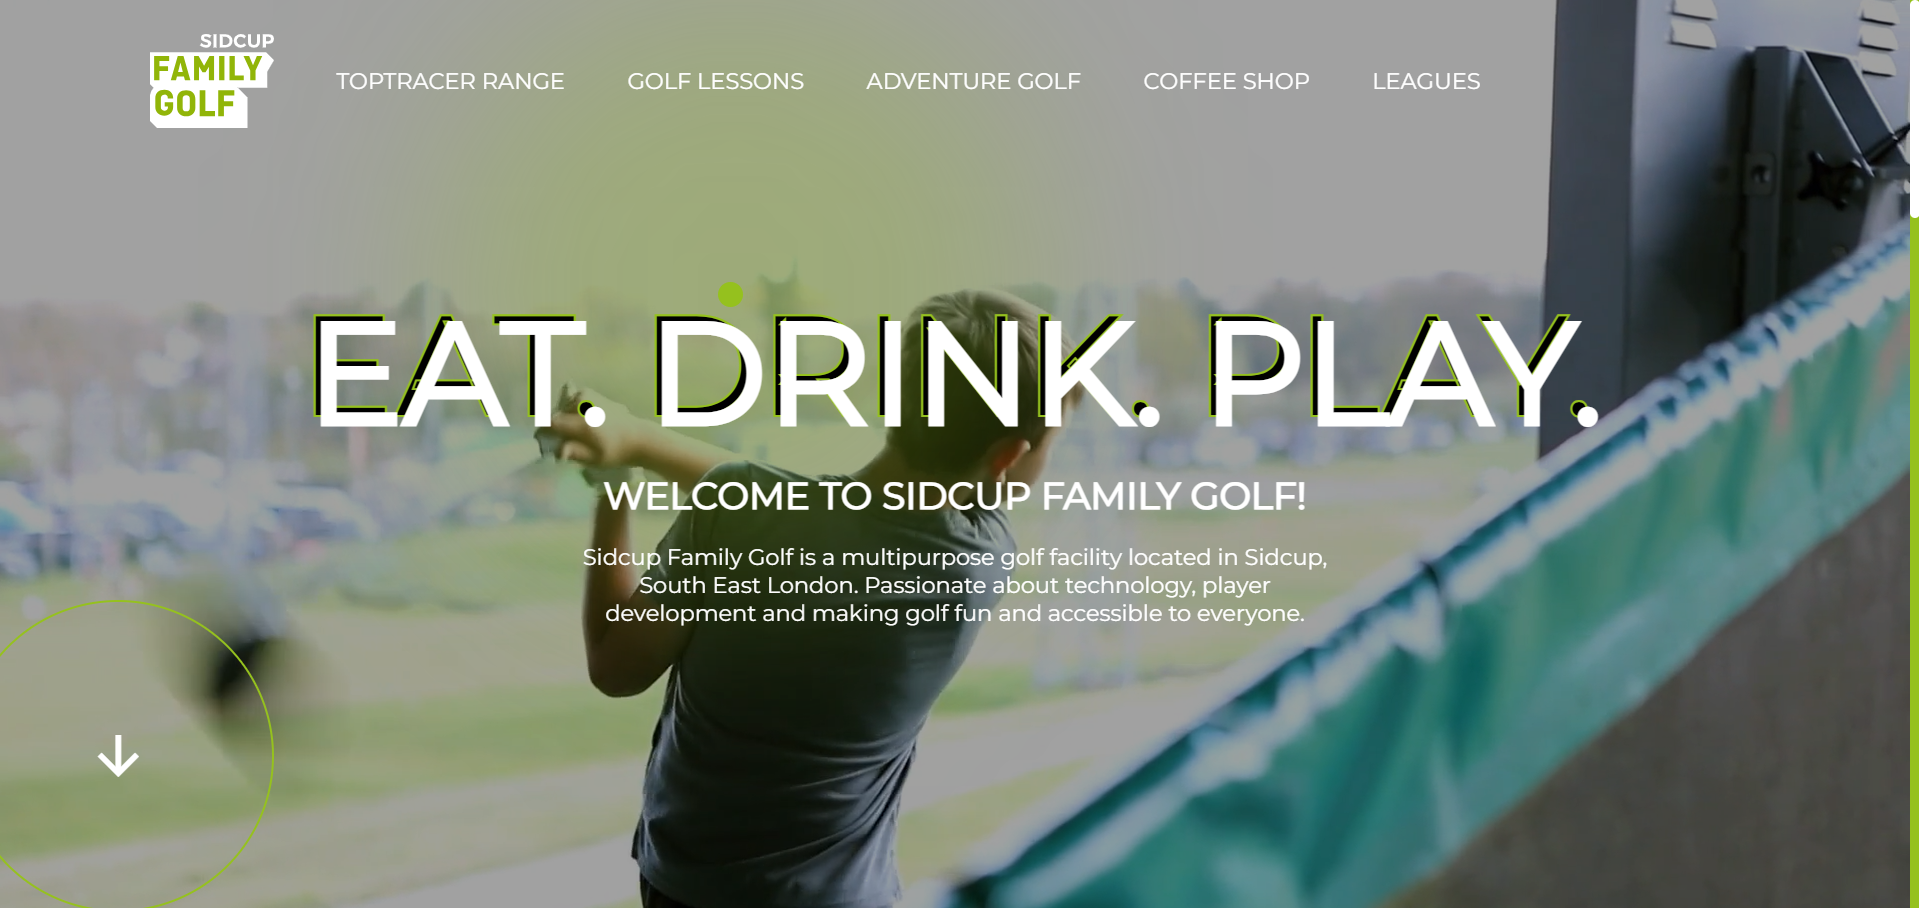 SIDCUP
FAMILY
GOLF
TOPTRACER RANGE GOLF LESSONS ADVENTURE GOLF COFFEE SHOP LEAGUES
EAT. DRINK. PLAY.
WELCOME TO SIDCUP FAMILY GOLF!
Sidcup Family Golf is a multipurpose golf facility located in Sidcup,
South East London. Passionate about technology, player
development and making golf fun and accessible to everyone.